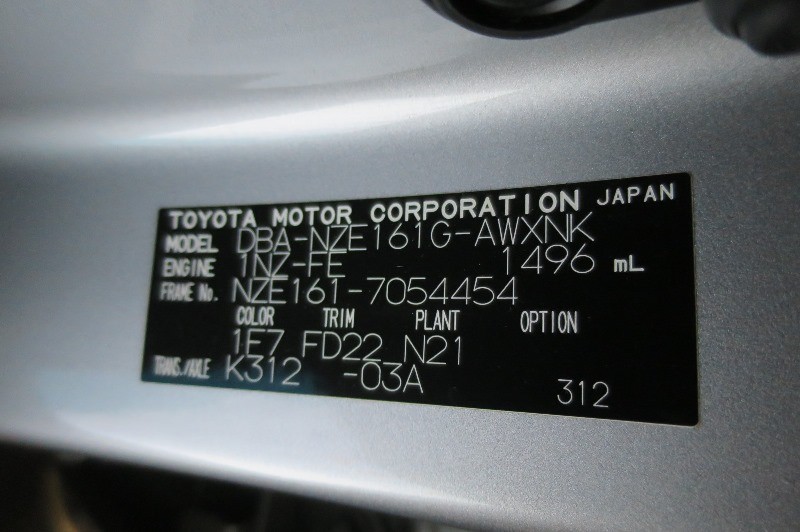 TOYOTA MOTOR CORPORATION JAPAN
MODEL DBA-NZE161G-AWXNK
ENGINE 1NZ-FE 1496 mL
FRAME No. NZE161-7054454
COLOR TRIM PLANT OPTION
1E7 FD22 N21
TRANS./AXLE K312 -03A
312